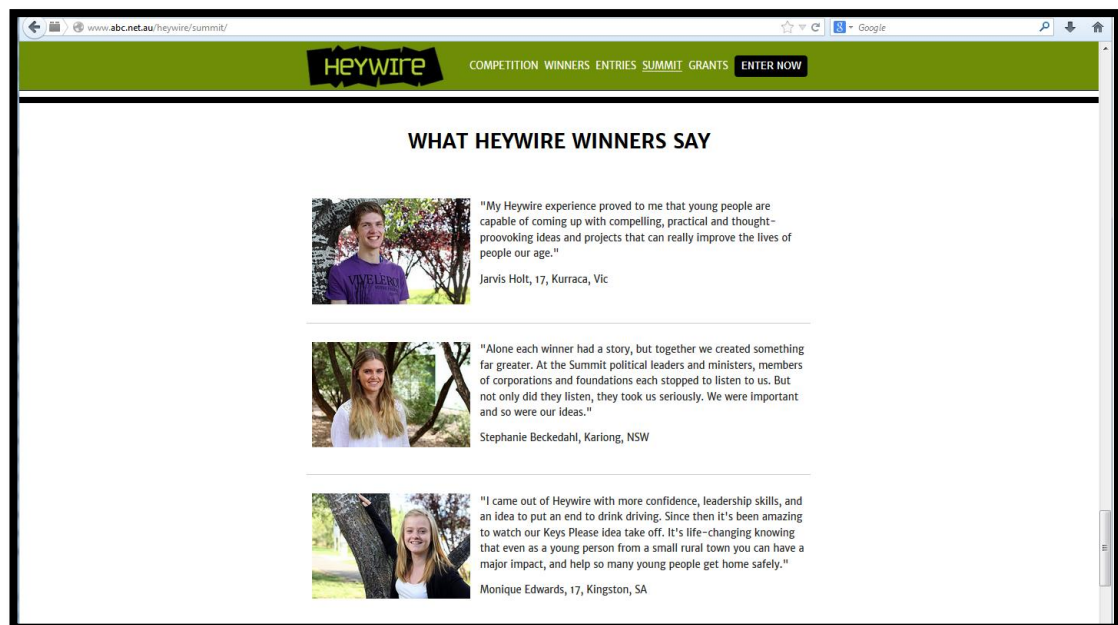 www.abc.net.au/heywire/summit/
Google
HEYWIRE
COMPETITION WINNERS ENTRIES SUMMIT GRANTS ENTER NOW
WHAT HEYWIRE WINNERS SAY
"My Heywire experience proved to me that young people are
capable of coming up with compelling, practical and thought-
proovoking ideas and projects that can really improve the lives of
people our age."
Jarvis Holt, 17, Kurraca, Vic
"Alone each winner had a story, but together we created something
far greater. At the Summit political leaders and ministers, members
of corporations and foundations each stopped to listen to us. But
not only did they listen, they took us seriously. We were important
and so were our ideas."
Stephanie Beckedahl, Kariong, NSW
"I came out of Heywire with more confidence, leadership skills, and
an idea to put an end to drink driving. Since then it's been amazing
to watch our Keys Please idea take off. It's life-changing knowing
that even as a young person from a small rural town you can have a
major impact, and help so many young people get home safely."
Monique Edwards, 17, Kingston, SA